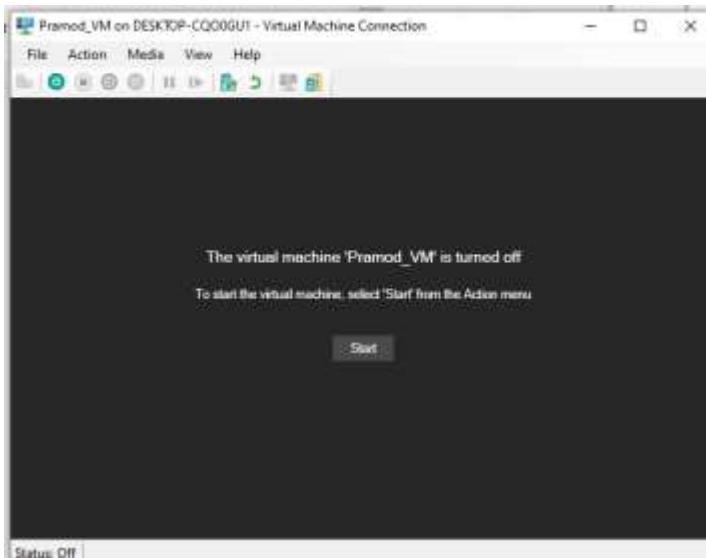 Pramod_VM on DESKTOP-CQO0GU1 - Virtual Machine Connection
File Action Media View Help
The virtual machine 'Pramod_VM' is turned off
To start the virtual machine, select 'Start' from the Action menu
Start
Status: Off